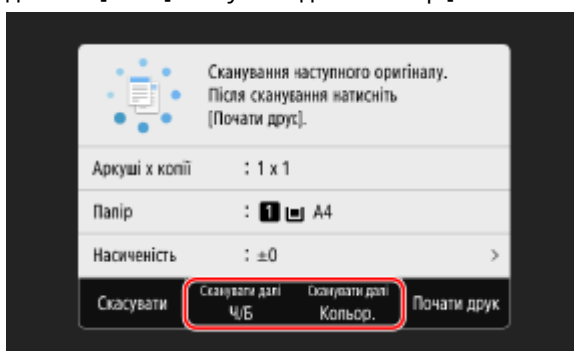 Сканування наступного оригіналу.
Після сканування натисніть
[Почати друк].
Аркуші x копії : 1 x 1
Папір : 1 A4
Насиченість : ±0 >
Скасувати Сканувати далі Ч/Б Сканувати далі Кольор. Почати друк